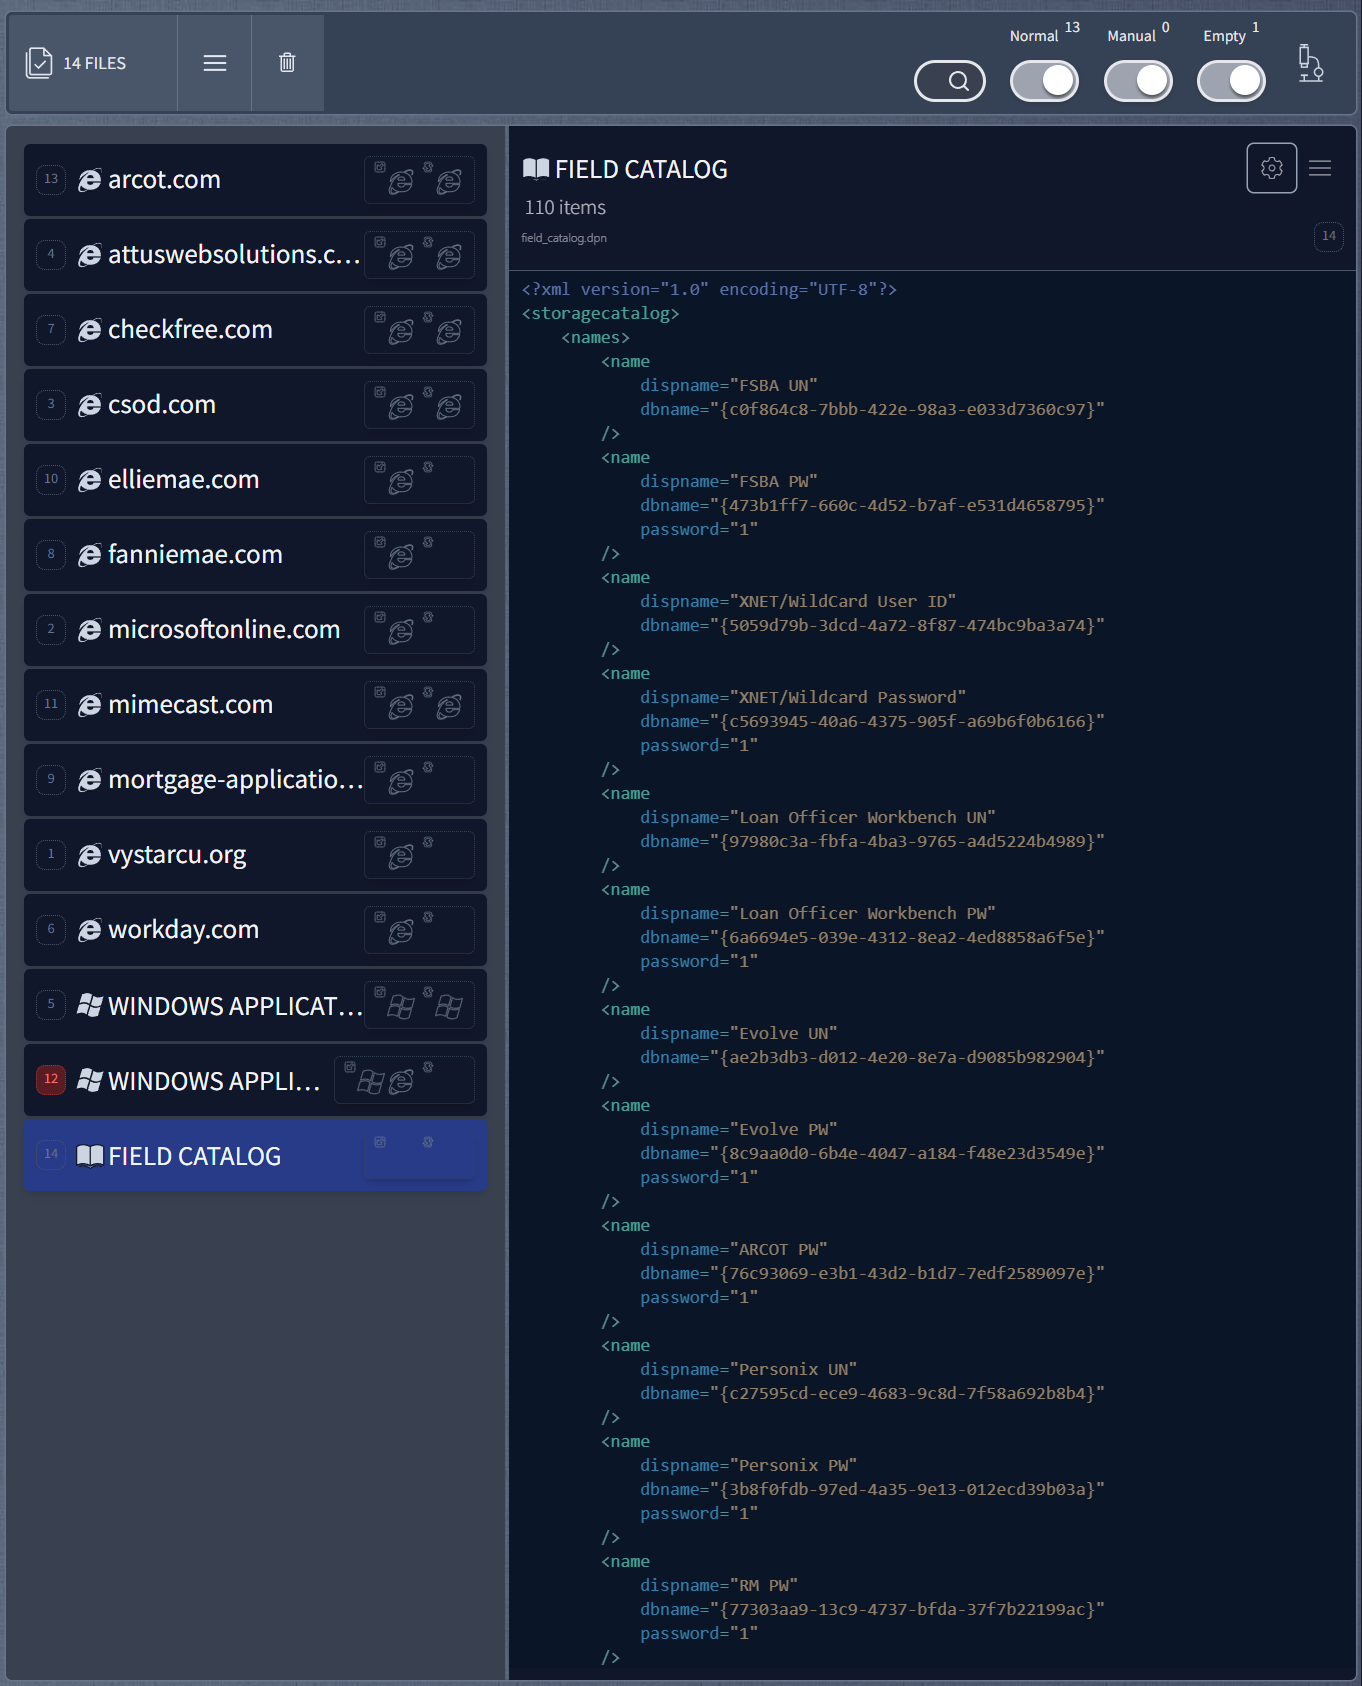 14 FILES
Normal 13
Manual 0
Empty 1
13 arcot.com
4 attuswebsolutions.c...
7 checkfree.com
3 csod.com
10 elliemae.com
8 fanniemae.com
2 microsoftonline.com
11 mimecast.com
9 mortgage-applicatio...
1 vystarcu.org
6 workday.com
5 WINDOWS APPLICAT...
12 WINDOWS APPLI...
14 FIELD CATALOG
FIELD CATALOG
110 items
field_catalog.dpn
14
<?xml version="1.0" encoding="UTF-8"?>
<storagecatalog>
<names>
<name
dispname="FSBA UN"
dbname="{c0f864c8-7bbb-422e-98a3-e033d7360c97}"
/>
<name
dispname="FSBA PW"
dbname="{473b1ff7-660c-4d52-b7af-e531d4658795}"
password="1"
/>
<name
dispname="XNET/WildCard User ID"
dbname="{5059d79b-3dcd-4a72-8f87-474bc9ba3a74}"
/>
<name
dispname="XNET/Wildcard Password"
dbname="{c5693945-40a6-4375-905f-a69b6f0b6166}"
password="1"
/>
<name
dispname="Loan Officer Workbench UN"
dbname="{97980c3a-fbfa-4ba3-9765-a4d5224b4989}"
/>
<name
dispname="Loan Officer Workbench PW"
dbname="{6a6694e5-039e-4312-8ea2-4ed8858a6f5e}"
password="1"
/>
<name
dispname="Evolve UN"
dbname="{ae2b3db3-d012-4e20-8e7a-d9085b982904}"
/>
<name
dispname="Evolve PW"
dbname="{8c9aa0d0-6b4e-4047-a184-f48e23d3549e}"
password="1"
/>
<name
dispname="ARCOT PW"
dbname="{76c93069-e3b1-43d2-b1d7-7edf2589097e}"
password="1"
/>
<name
dispname="Personix UN"
dbname="{c27595cd-ece9-4683-9c8d-7f58a692b8b4}"
/>
<name
dispname="Personix PW"
dbname="{3b8f0fdb-97ed-4a35-9e13-012ecd39b03a}"
password="1"
/>
<name
dispname="RM PW"
dbname="{77303aa9-13c9-4737-bfda-37f7b22199ac}"
password="1"
/>